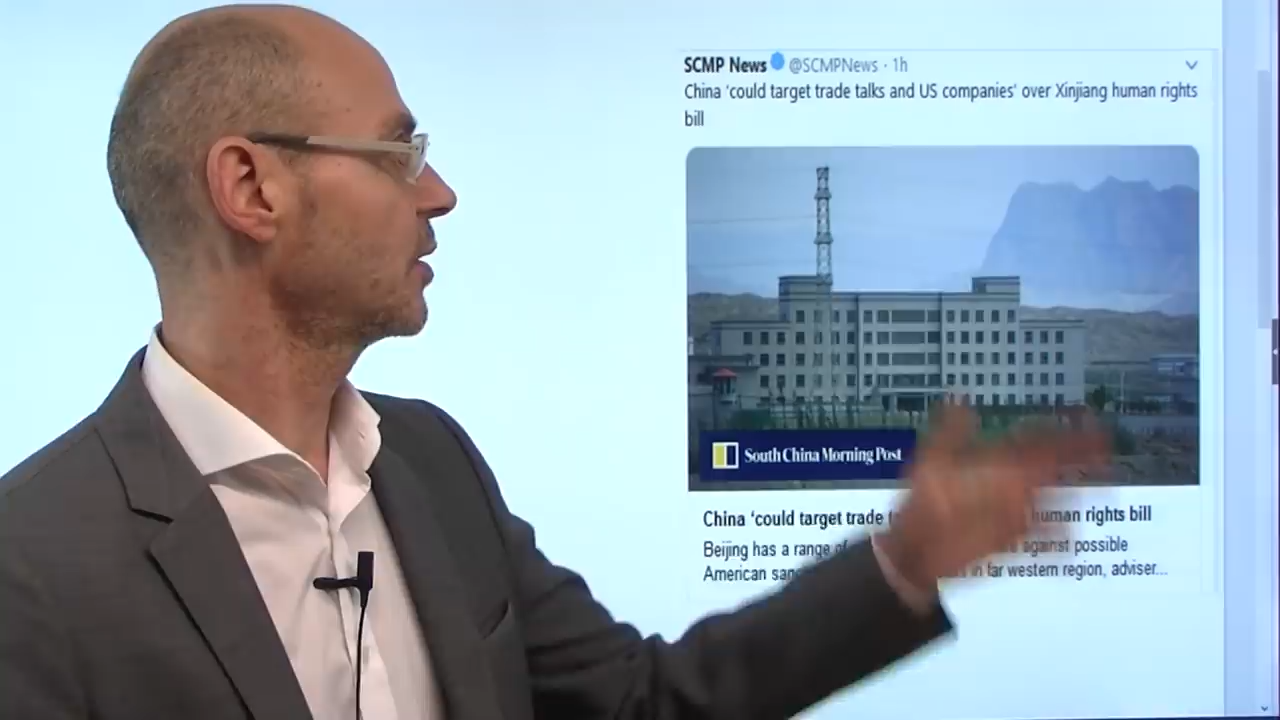 SCMP News @SCMPNews · 1h
China ‘could target trade talks and US companies’ over Xinjiang human rights
bill
South China Morning Post
China ‘could target trade human rights bill
Beijing has a range against possible
American in far western region, adviser...